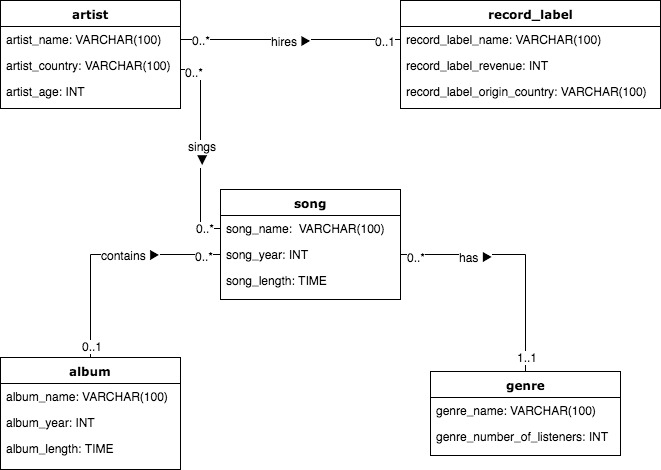 artist
artist_name: VARCHAR(100)
artist_country: VARCHAR(100)
artist_age: INT
0..*
hires
0..1
record_label
record_label_name: VARCHAR(100)
record_label_revenue: INT
record_label_origin_country: VARCHAR(100)
0..*
sings
0..*
song
song_name: VARCHAR(100)
song_year: INT
song_length: TIME
contains
0..*
0..1
0..*
has
1..1
album
album_name: VARCHAR(100)
album_year: INT
album_length: TIME
genre
genre_name: VARCHAR(100)
genre_number_of_listeners: INT